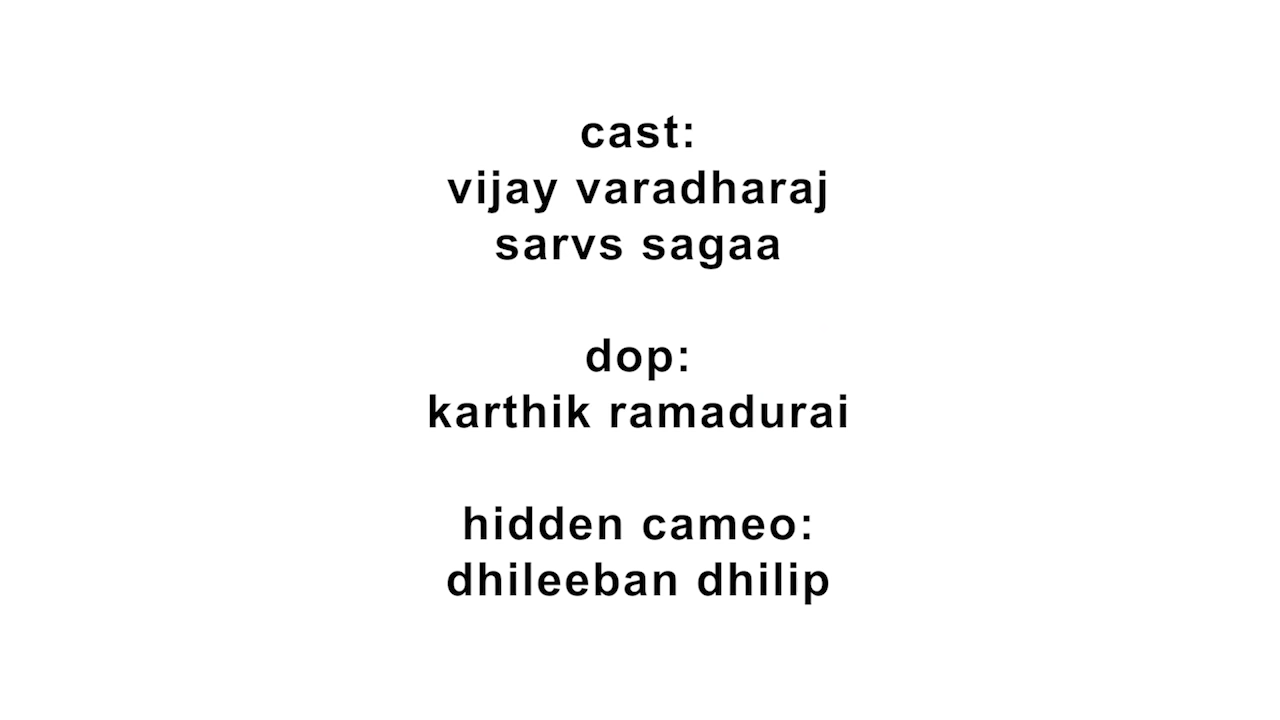 cast:
vijay varadharaj
sarvs sagaa
dop:
karthik ramadurai
hidden cameo:
dhileeban dhilip